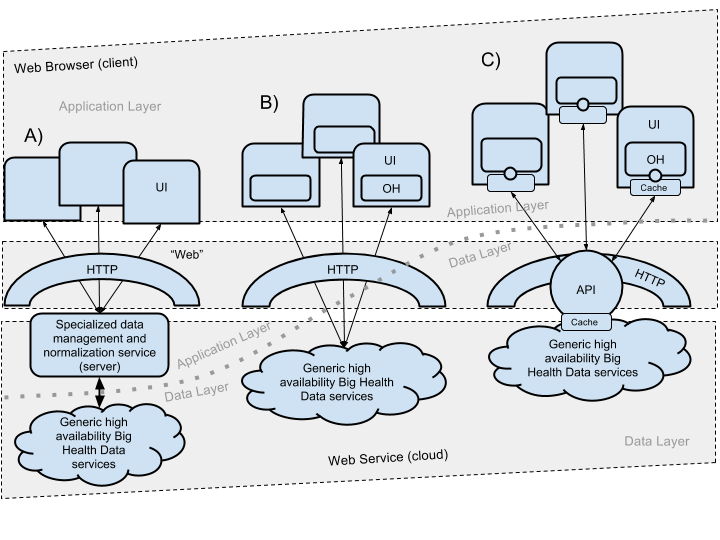 Web Browser (client)
Application Layer
A)
B)
C)
UI
UI
OH
UI
OH
Cache
Application Layer
Data Layer
"Web"
HTTP
HTTP
HTTP
API
Cache
Specialized data
management and
normalization service
(server)
Application Layer
Data Layer
Generic high
availability Big
Health Data
services
Generic high
availability Big Health
Data services
Generic high
availability Big
Health Data services
Data Layer
Web Service (cloud)